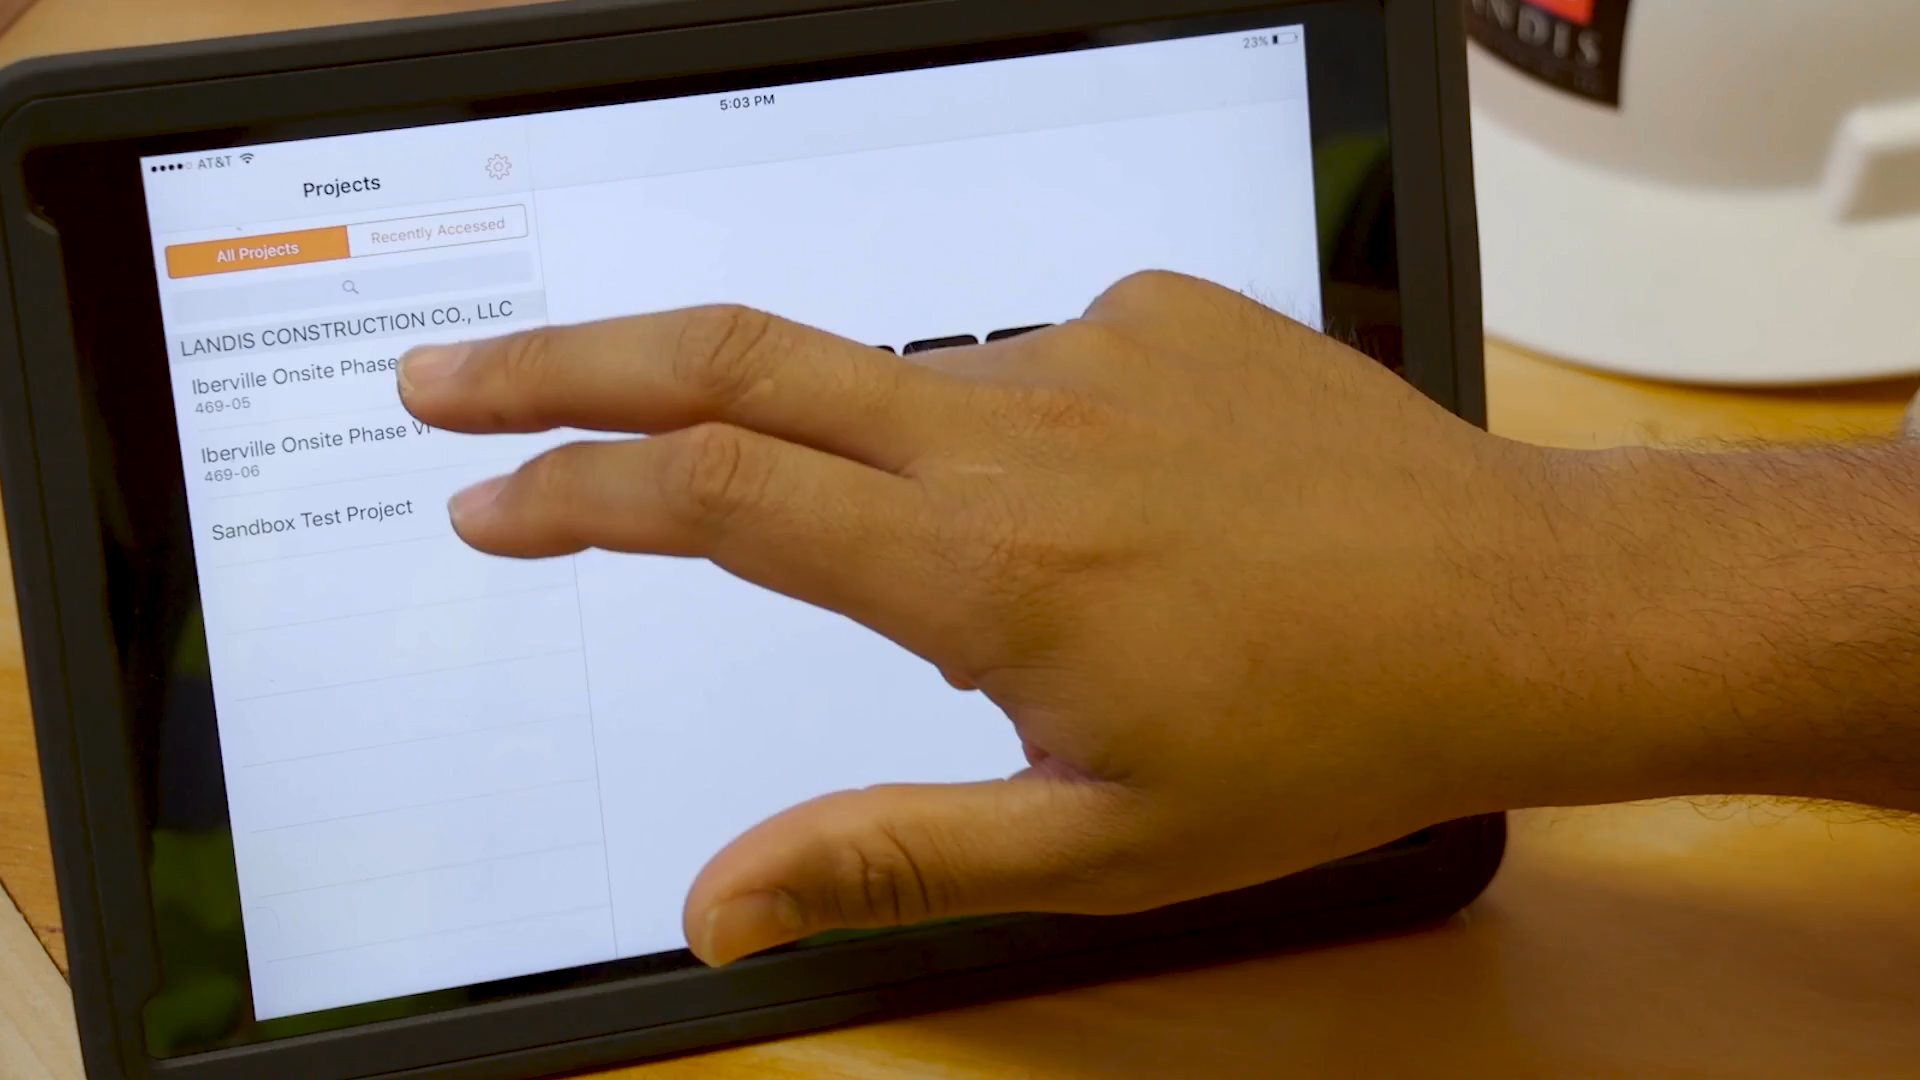 23%
5:03 PM
AT&T
Projects
All Projects
Recently Accessed
LANDIS CONSTRUCTION CO., LLC
Iberville Onsite Phase
469-05
Iberville Onsite Phase VI
469-06
Sandbox Test Project